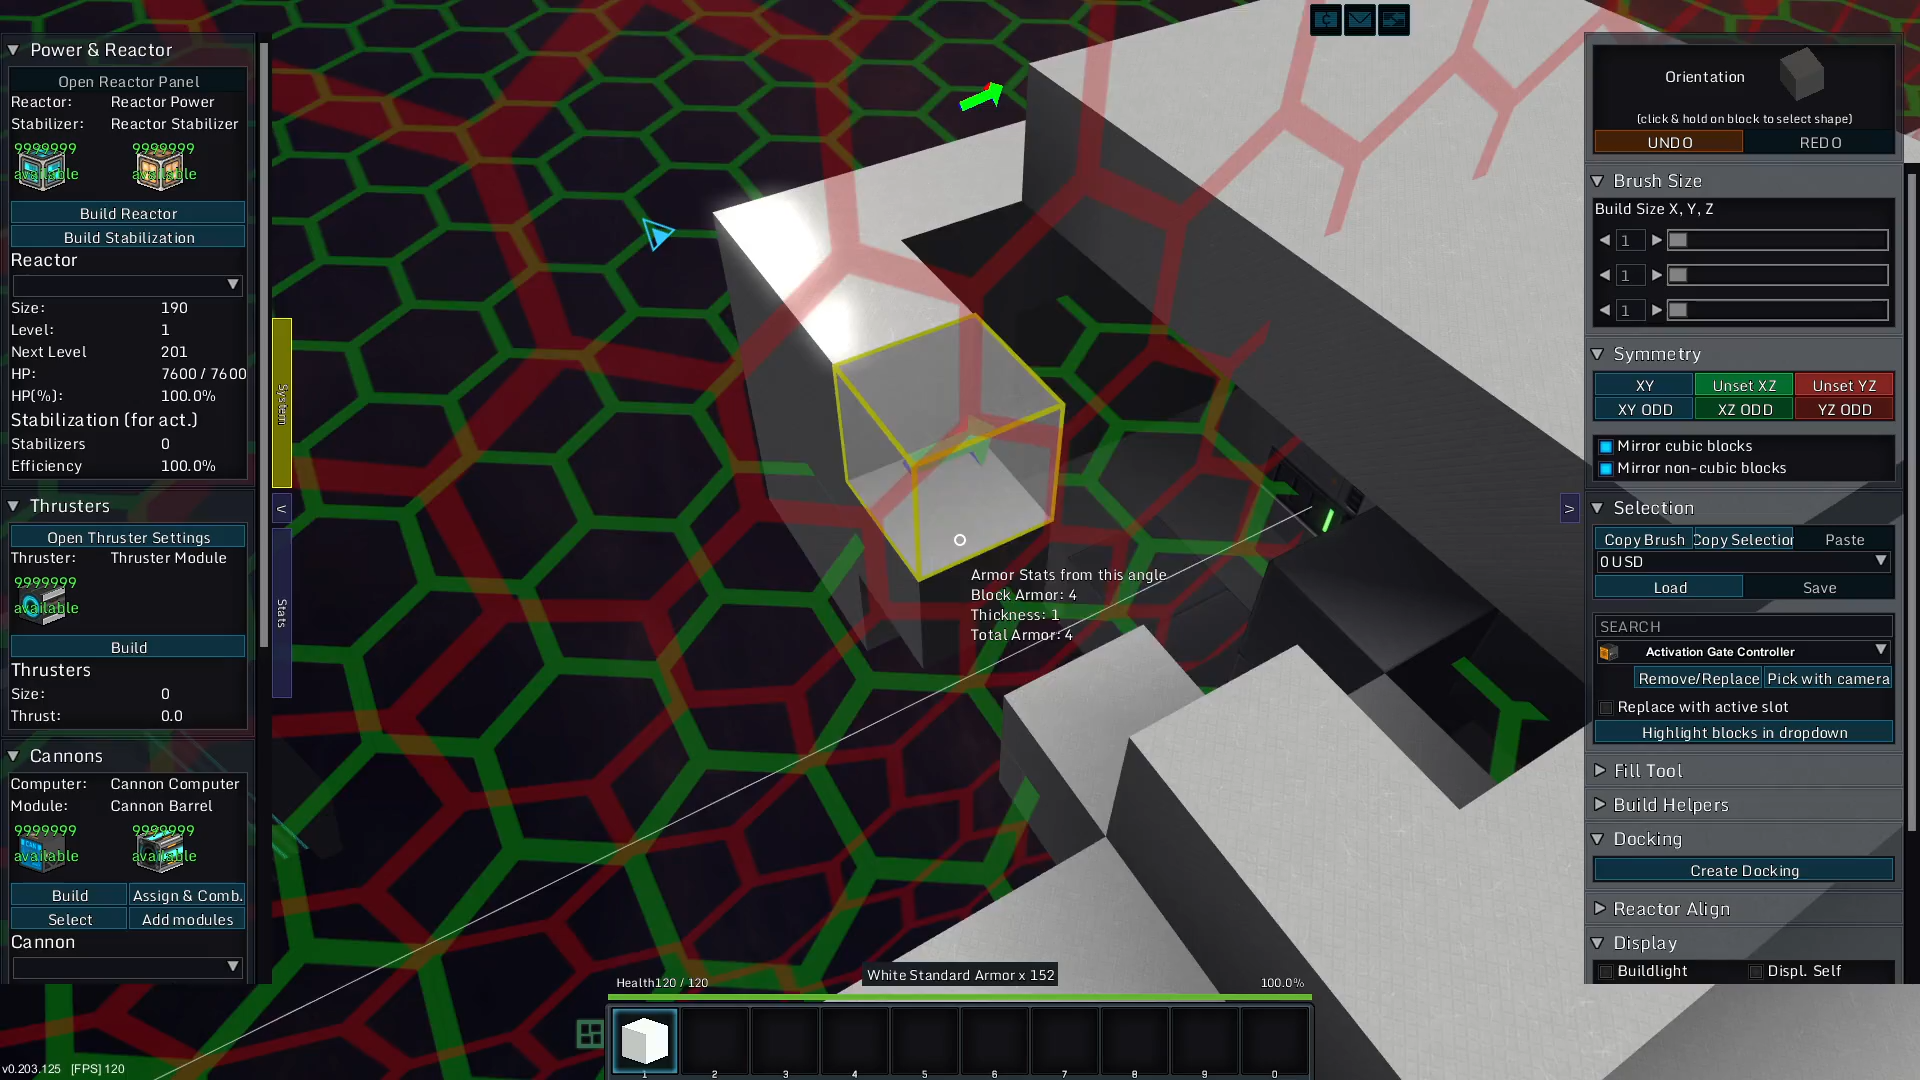 Power & Reactor
Open Reactor Panel
Reactor: Reactor Power
Stabilizer: Reactor Stabilizer
9999999 9999999
available available
Build Reactor
Build Stabilization
Reactor
Size: 190
Level: 1
Next Level 201
HP: 7600 / 7600
HP(%): 100.0%
Stabilization (for act.)
Stabilizers 0
Efficiency 100.0%
Thrusters
Open Thruster Settings
Thruster: Thruster Module
9999999
available
Build
Thrusters
Size: 0
Thrust: 0.0
Cannons
Computer: Cannon Computer
Module: Cannon Barrel
9999999 9999999
available available
Build Assign & Comb.
Select Add modules
Cannon
v0.203.125 [FPS] 120
System
V
Stats
Armor Stats from this angle
Block Armor: 4
Thickness: 1
Total Armor: 4
White Standard Armor x 152
Health120 / 120 100.0%
1 2 3 4 5 6 7 8 9 0
>
Orientation
(click & hold on block to select shape)
UNDO REDO
Brush Size
Build Size X, Y, Z
1
1
1
Symmetry
XY Unset XZ Unset YZ
XY ODD XZ ODD YZ ODD
Mirror cubic blocks
Mirror non-cubic blocks
Selection
Copy Brush Copy Selection Paste
0 USD
Load Save
SEARCH
Activation Gate Controller
Remove/Replace Pick with camera
Replace with active slot
Highlight blocks in dropdown
Fill Tool
Build Helpers
Docking
Create Docking
Reactor Align
Display
Buildlight Displ. Self